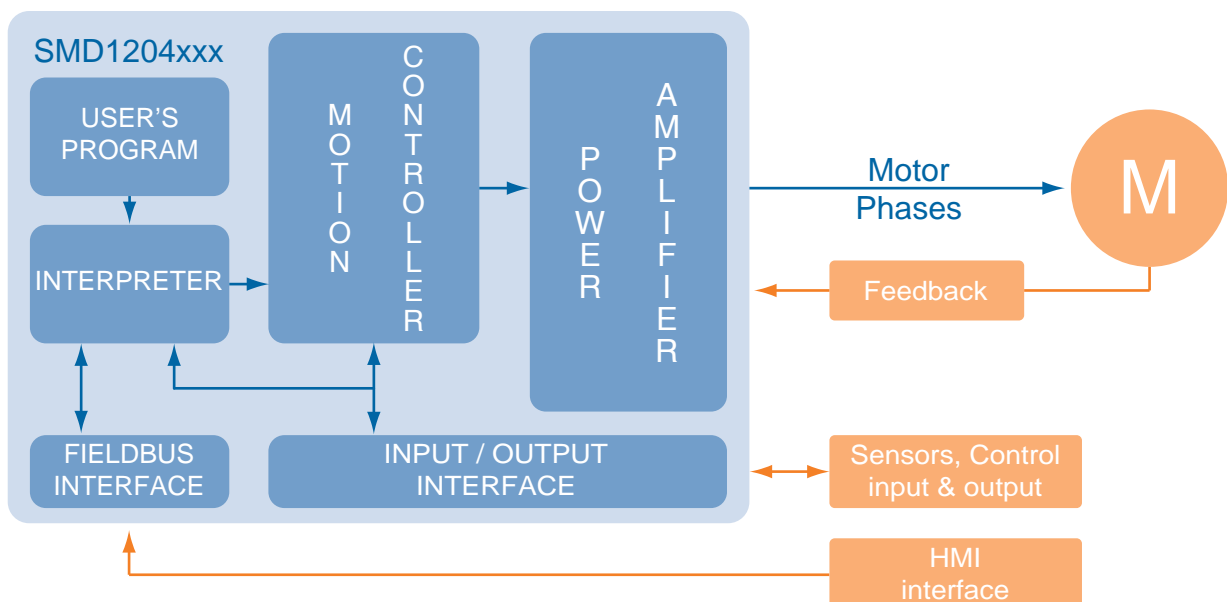 SMD1204xxx
USER'S
PROGRAM
INTERPRETER
FIELDBUS
INTERFACE
MOTION
CONTROLLER
POWER
AMPLIFIER
INPUT / OUTPUT
INTERFACE
Motor
Phases
M
Feedback
Sensors, Control
input & output
HMI
interface